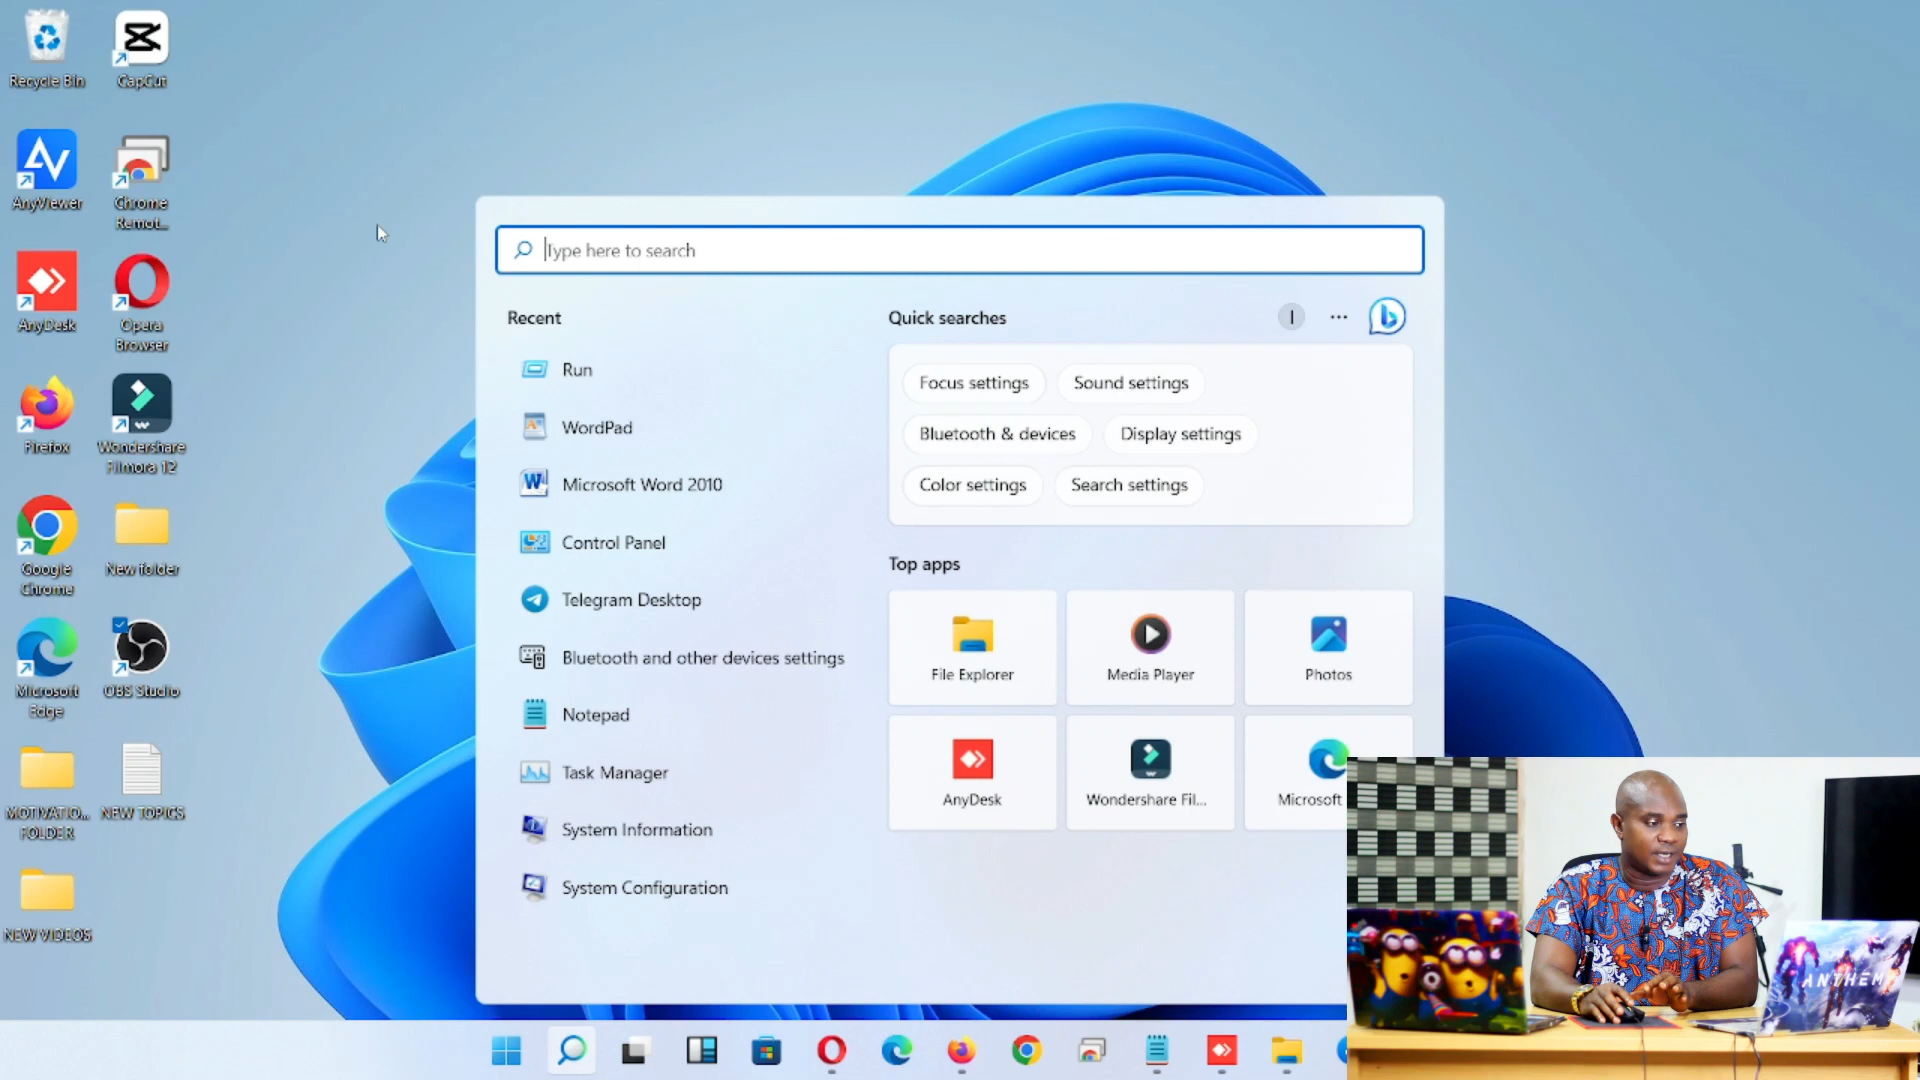 Recycle Bin
CapCut
AnyViewer
Chrome
Remot...
AnyDesk
Opera
Browser
Firefox
Wondershare
Filmora 12
Google
Chrome
New folder
Microsoft
Edge
OBS Studio
MOTIVATIO...
FOLDER
NEW TOPICS
NEW VIDEOS
Type here to search
Recent
Run
WordPad
Microsoft Word 2010
Control Panel
Telegram Desktop
Bluetooth and other devices settings
Notepad
Task Manager
System Information
System Configuration
Quick searches
I
Focus settings
Sound settings
Bluetooth & devices
Display settings
Color settings
Search settings
Top apps
File Explorer
Media Player
Photos
AnyDesk
Wondershare Fil...
Microsoft
ANTHEM